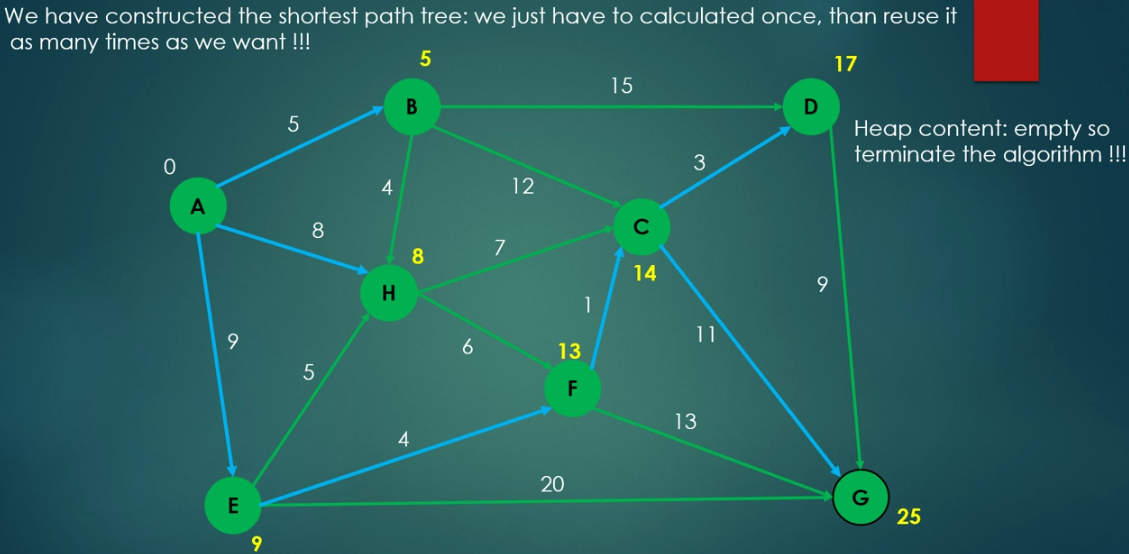 We have constructed the shortest path tree: we just have to calculated once, than reuse it
as many times as we want !!!
5
17
15
B
D
5
Heap content: empty so
terminate the algorithm !!!
0
3
4
12
A
8
C
7
8
14
9
H
1
9
11
6
13
5
F
13
4
20
E
G
25
9